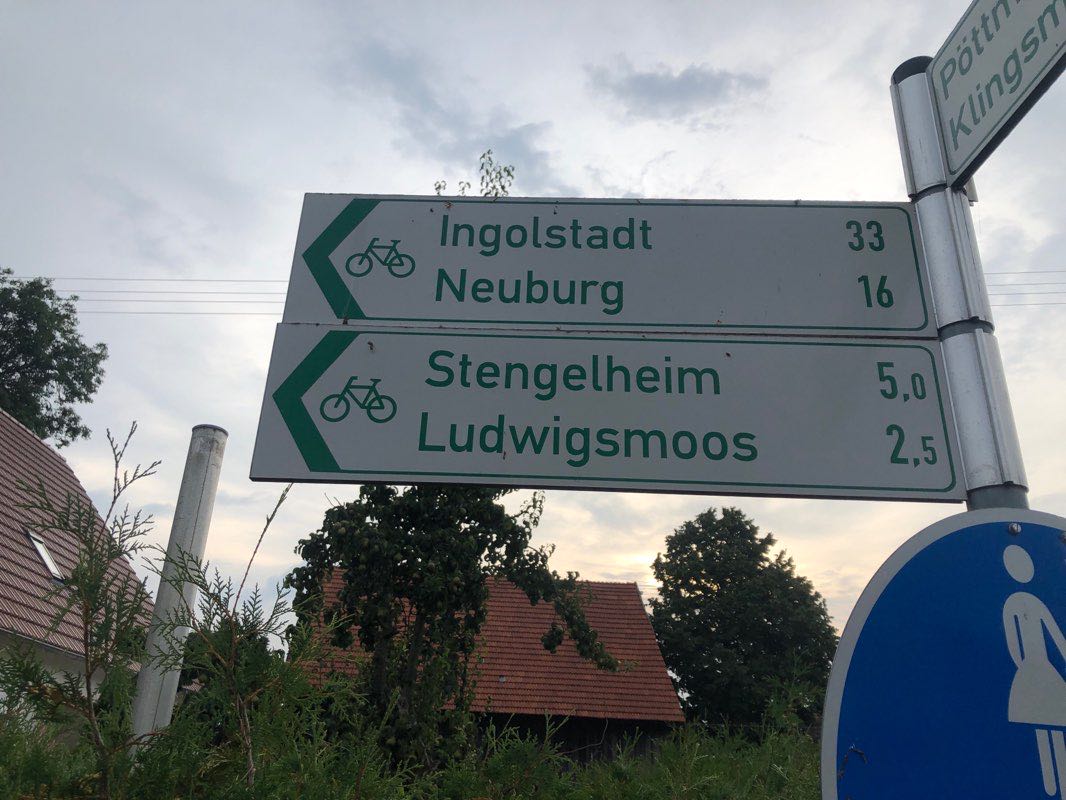 Ingolstadt 33
Neuburg 16
Stengelheim 5,0
Ludwigsmoos 2,5